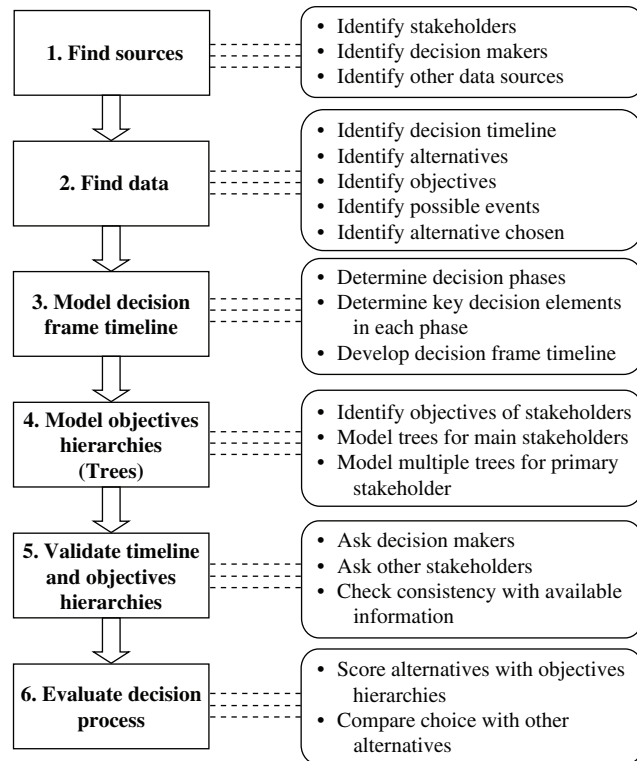 1. Find sources
• Identify stakeholders
• Identify decision makers
• Identify other data sources
2. Find data
• Identify decision timeline
• Identify alternatives
• Identify objectives
• Identify possible events
• Identify alternative chosen
3. Model decision
frame timeline
• Determine decision phases
• Determine key decision elements
in each phase
• Develop decision frame timeline
4. Model objectives
hierarchies
(Trees)
• Identify objectives of stakeholders
• Model trees for main stakeholders
• Model multiple trees for primary
stakeholder
5. Validate timeline
and objectives
hierarchies
• Ask decision makers
• Ask other stakeholders
• Check consistency with available
information
6. Evaluate decision
process
• Score alternatives with objectives
hierarchies
• Compare choice with other
alternatives